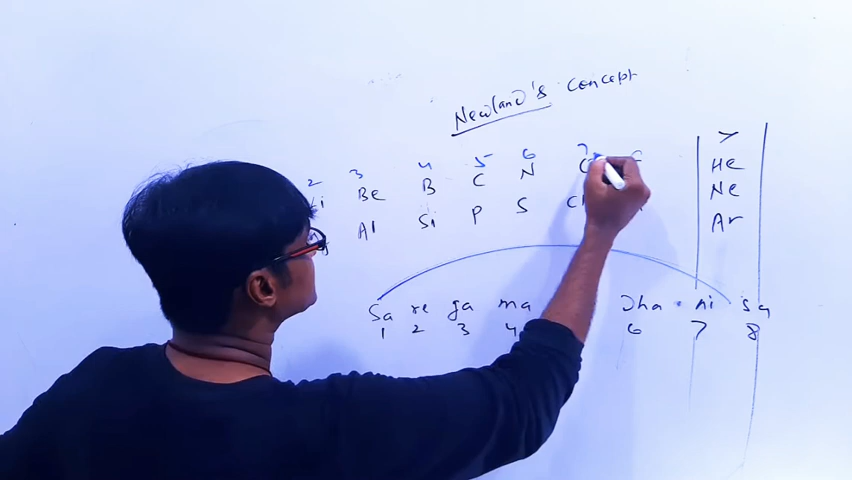 Newland's Concept
2 3 4 5 6 7
Li Be B C N
Al Si P S
He
Ne
Ar
Sa re ga ma Dha Ni Sa
1 2 3 4 6 7 8